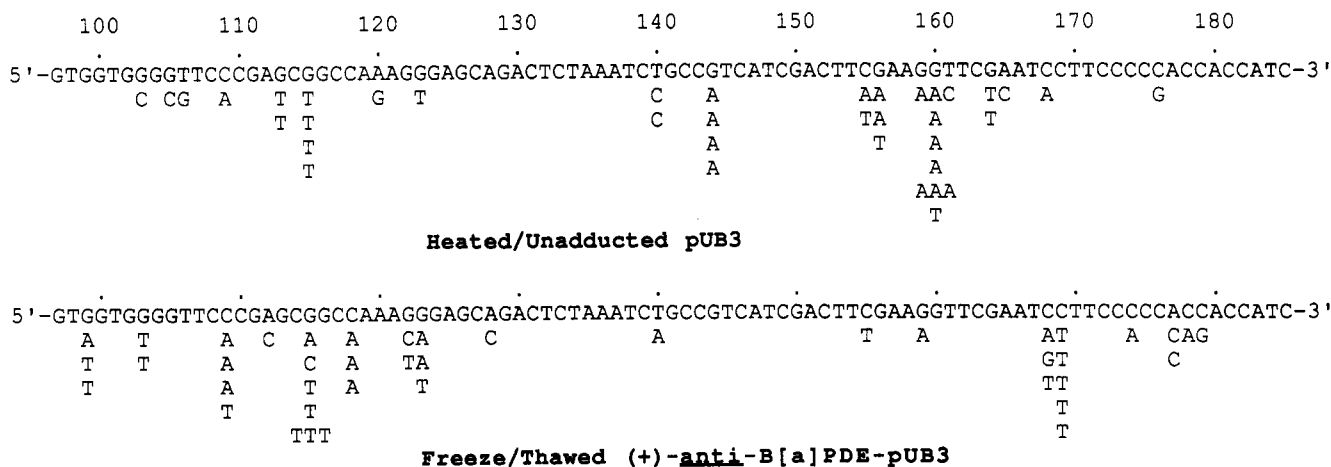 100 110 120 130 140 150 160 170 180
5'-GTGGTGGGGTTCCCGAGCGGCCAAAGGGAGCAGACTCTAAATCTGCCGTCATCGACTTCGAAGGTTCGAATCCTTCCCCCACCACCATC-3'
C CG A T T G T C A AA AAC TC A G
T T C A TA A T
T A T A
T A A
AAA
T
Heated/Unadducted pUB3
5'-GTGGTGGGGTTCCCGAGCGGCCAAAGGGAGCAGACTCTAAATCTGCCGTCATCGACTTCGAAGGTTCGAATCCTTCCCCCACCACCATC-3'
A T A C A A CA C A T A AT A CAG
T T A C A TA GT C
T A T A T TT
T T T
TTT T
Freeze/Thawed (+)-anti-B[a]PDE-pUB3